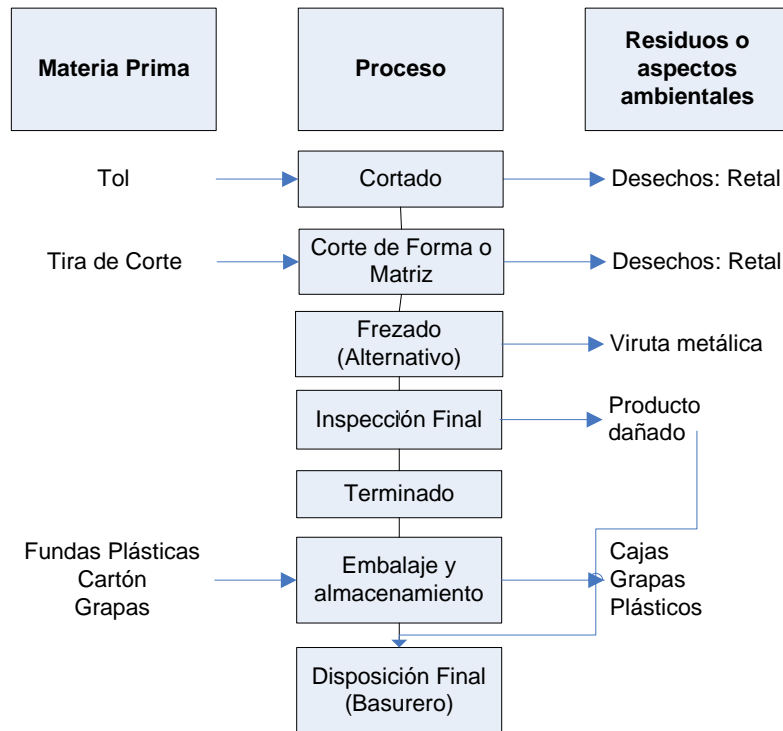 Materia Prima
Proceso
Residuos o
aspectos
ambientales
Tol
Cortado
Desechos: Retal
Tira de Corte
Corte de Forma o
Matriz
Desechos: Retal
Frezado
(Alternativo)
Viruta metálica
Inspección Final
Producto
dañado
Terminado
Fundas Plásticas
Cartón
Grapas
Embalaje y
almacenamiento
Cajas
Grapas
Plásticos
Disposición Final
(Basurero)